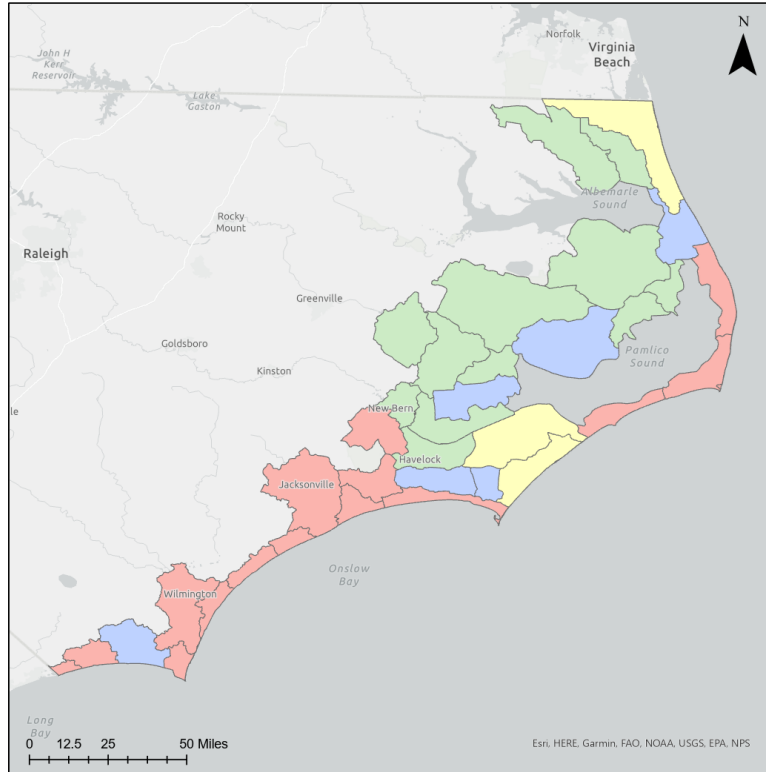 N
Norfolk
Virginia
Beach
John H
Kerr
Reservoir
Lake
Gaston
Albemarle
Sound
Rocky
Mount
Raleigh
Greenville
Goldsboro
Kinston
Pamlico
Sound
le
New Bern
Havelock
Jacksonville
Onslow
Bay
Wilmington
Long
Bay
0 12.5 25 50 Miles
Esri, HERE, Garmin, FAO, NOAA, USGS, EPA, NPS